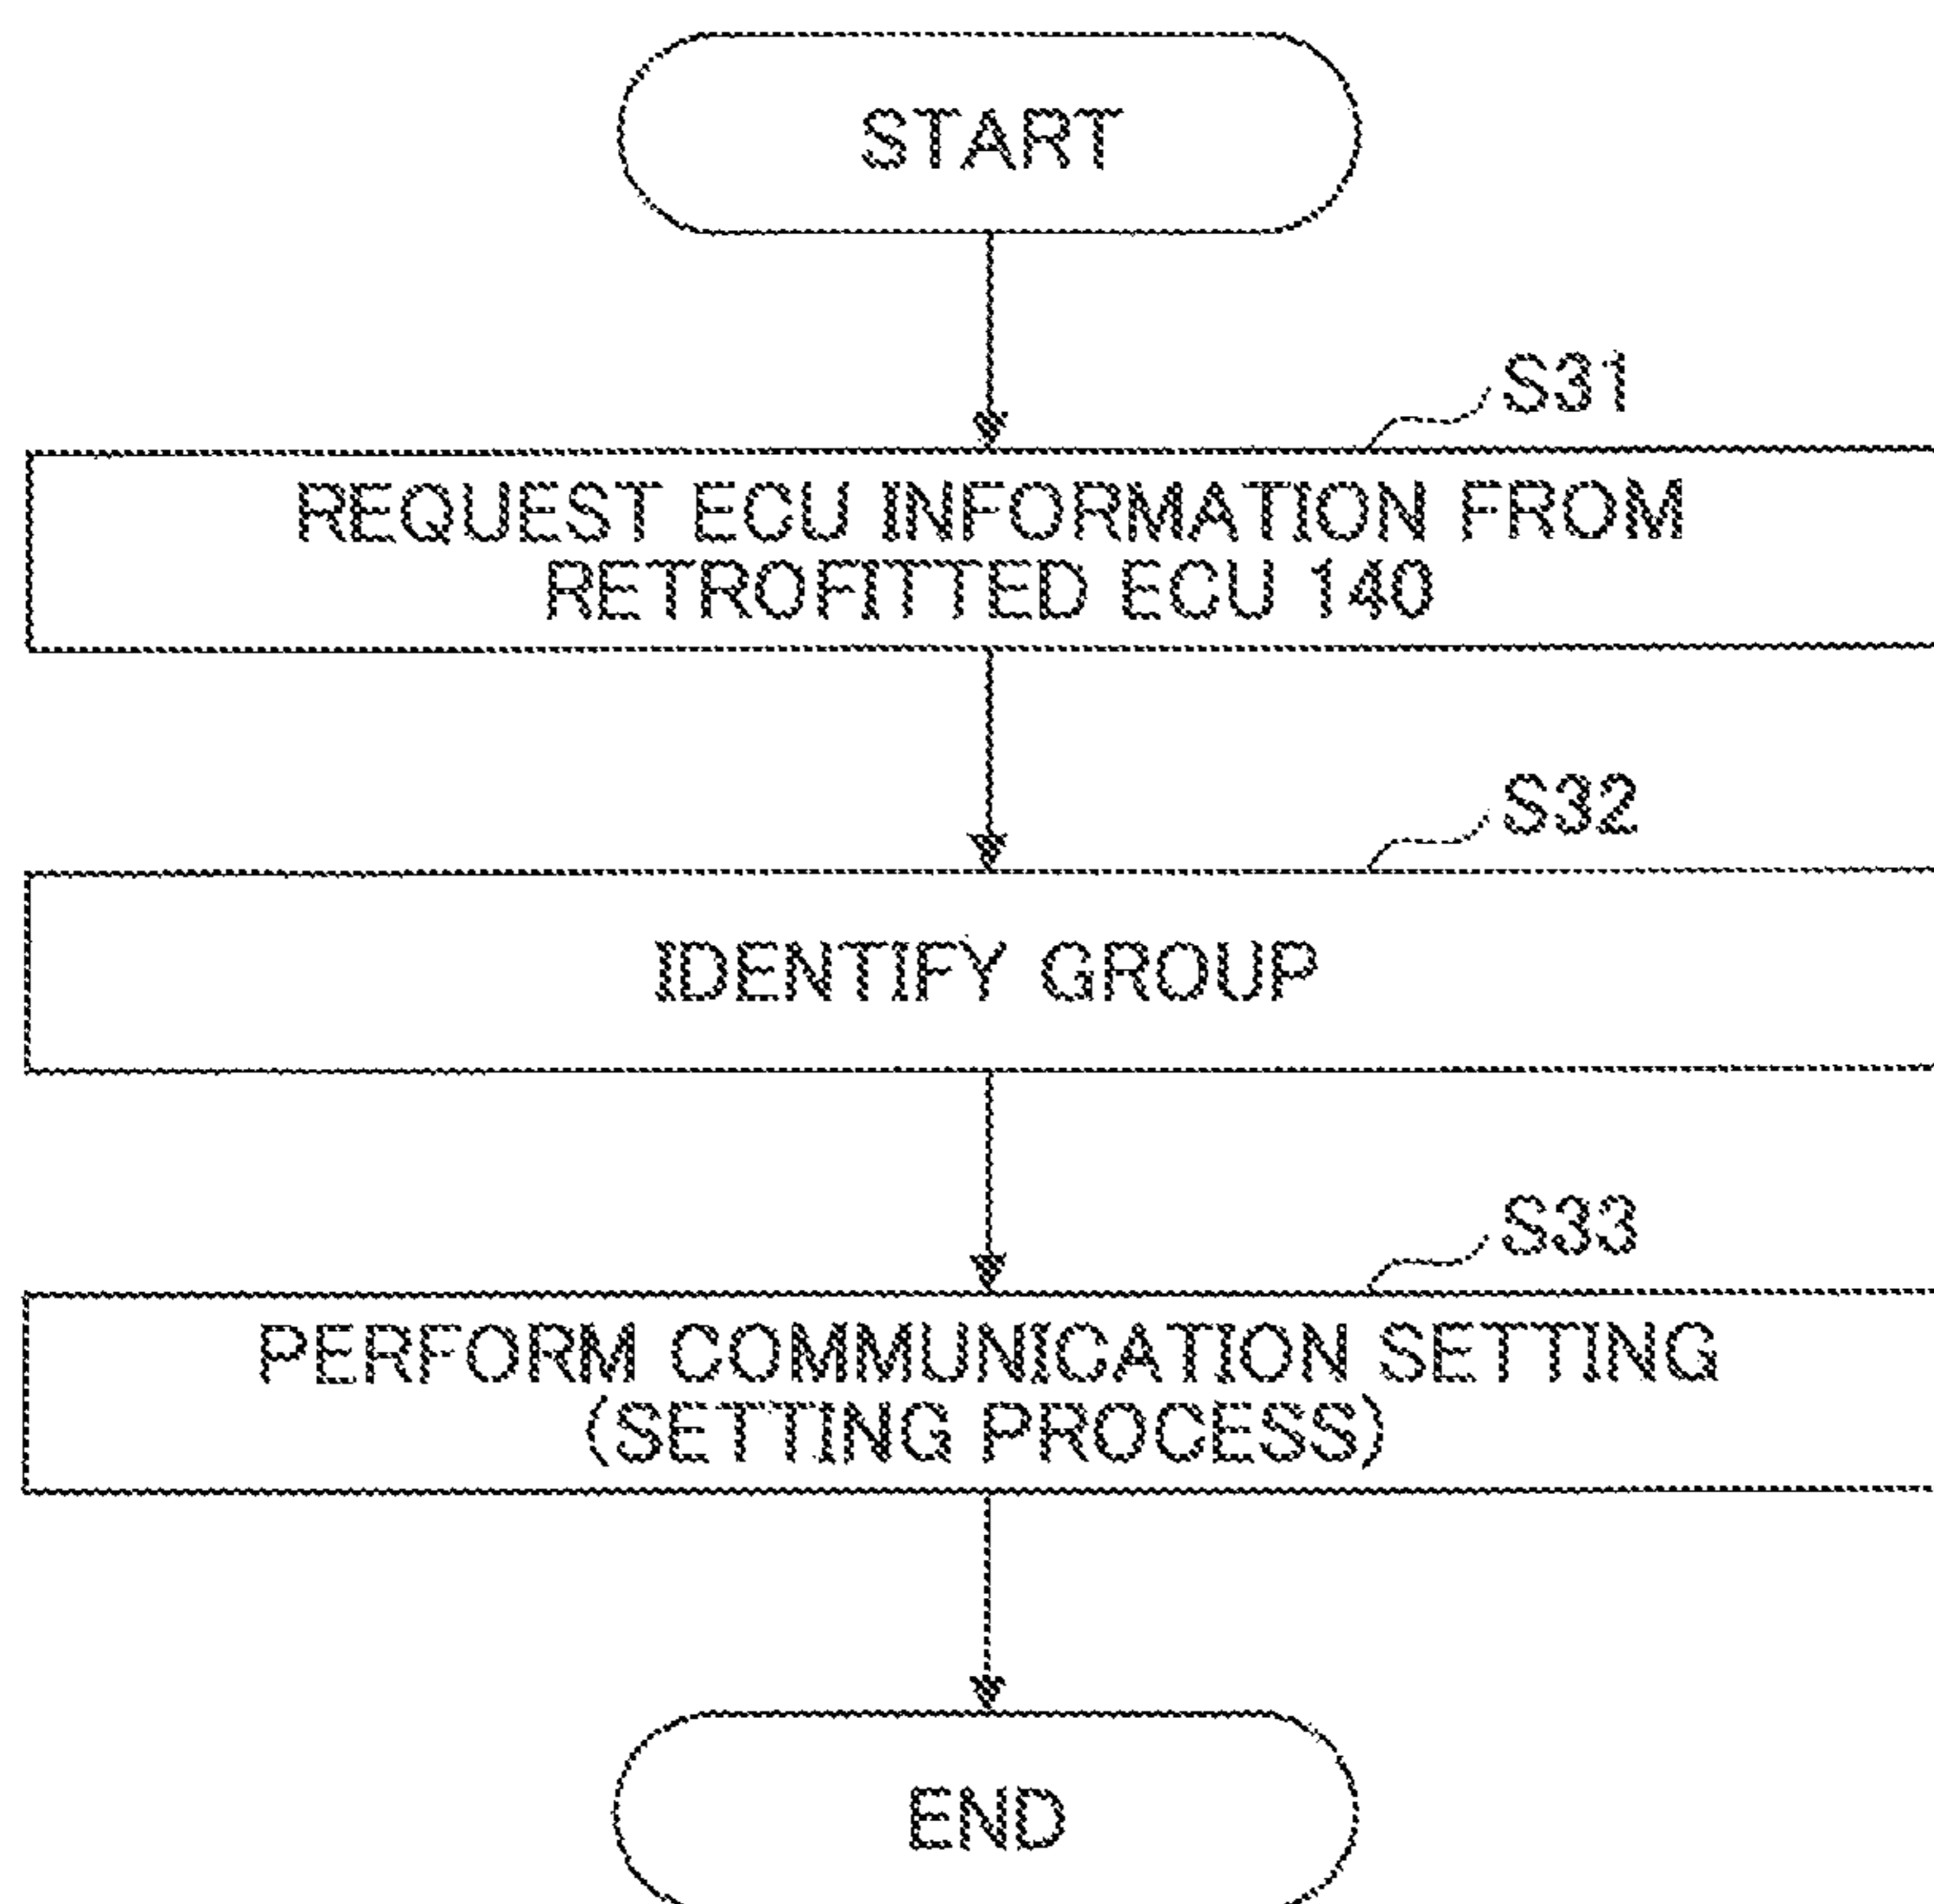 START
S31
REQUEST ECU INFORMATION FROM
RETROFITTED ECU 140
S32
IDENTIFY GROUP
S33
PERFORM COMMUNICATION SETTING
(SETTING PROCESS)
END